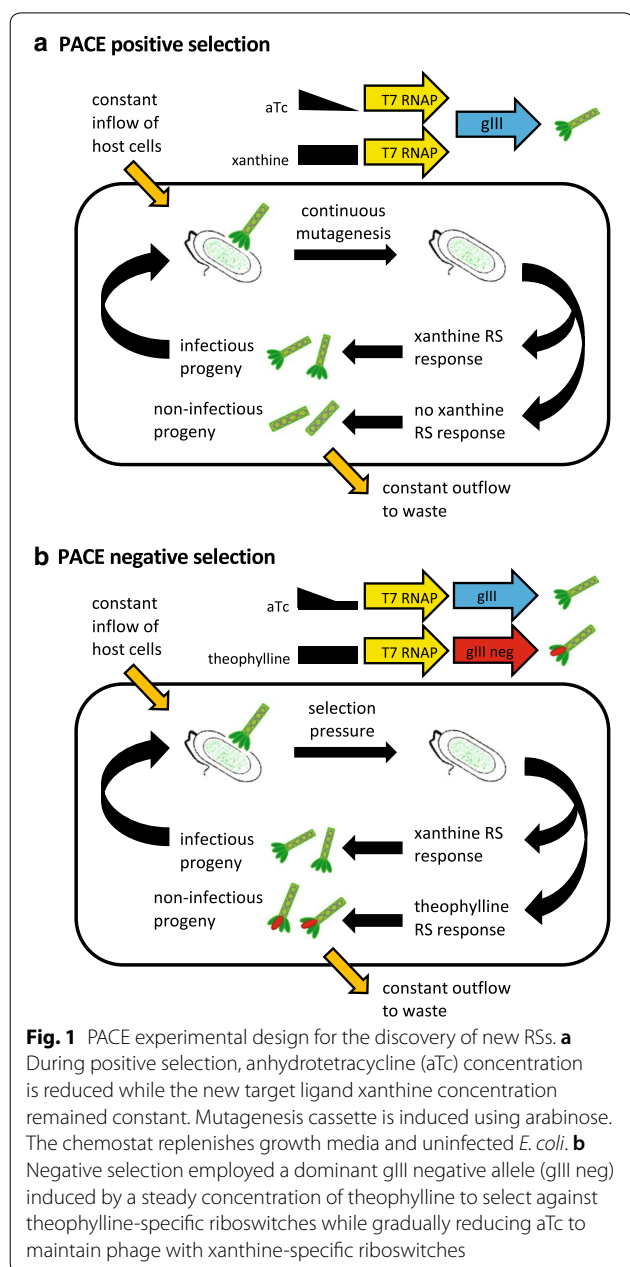 a PACE positive selection
constant
inflow of
host cells
aTc
T7 RNAP
gIII
xanthine
T7 RNAP
continuous
mutagenesis
infectious
progeny
xanthine RS
response
non-infectious
progeny
no xanthine
RS response
constant outflow
to waste
b PACE negative selection
constant
inflow of
host cells
aTc
T7 RNAP
gIII
theophylline
T7 RNAP
gIII neg
selection
pressure
infectious
progeny
xanthine RS
response
non-infectious
progeny
theophylline
RS response
constant outflow
to waste
Fig. 1 PACE experimental design for the discovery of new RSs. a
During positive selection, anhydrotetracycline (aTc) concentration
is reduced while the new target ligand xanthine concentration
remained constant. Mutagenesis cassette is induced using arabinose.
The chemostat replenishes growth media and uninfected E. coli. b
Negative selection employed a dominant gIII negative allele (gIII neg)
induced by a steady concentration of theophylline to select against
theophylline-specific riboswitches while gradually reducing aTc to
maintain phage with xanthine-specific riboswitches